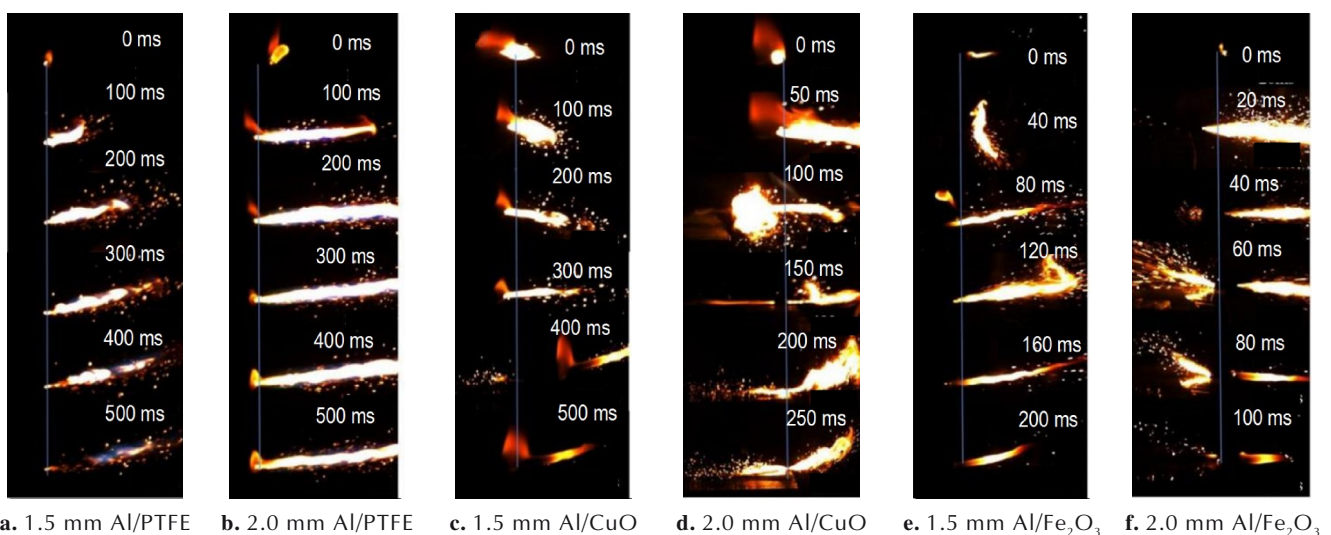 0 ms
100 ms
200 ms
300 ms
400 ms
500 ms
a. 1.5 mm Al/PTFE
0 ms
100 ms
200 ms
300 ms
400 ms
500 ms
b. 2.0 mm Al/PTFE
0 ms
100 ms
200 ms
300 ms
400 ms
500 ms
c. 1.5 mm Al/CuO
0 ms
50 ms
100 ms
150 ms
200 ms
250 ms
d. 2.0 mm Al/CuO
0 ms
40 ms
80 ms
120 ms
160 ms
200 ms
e. 1.5 mm Al/Fe₂O₃
0 ms
20 ms
40 ms
60 ms
80 ms
100 ms
f. 2.0 mm Al/Fe₂O₃